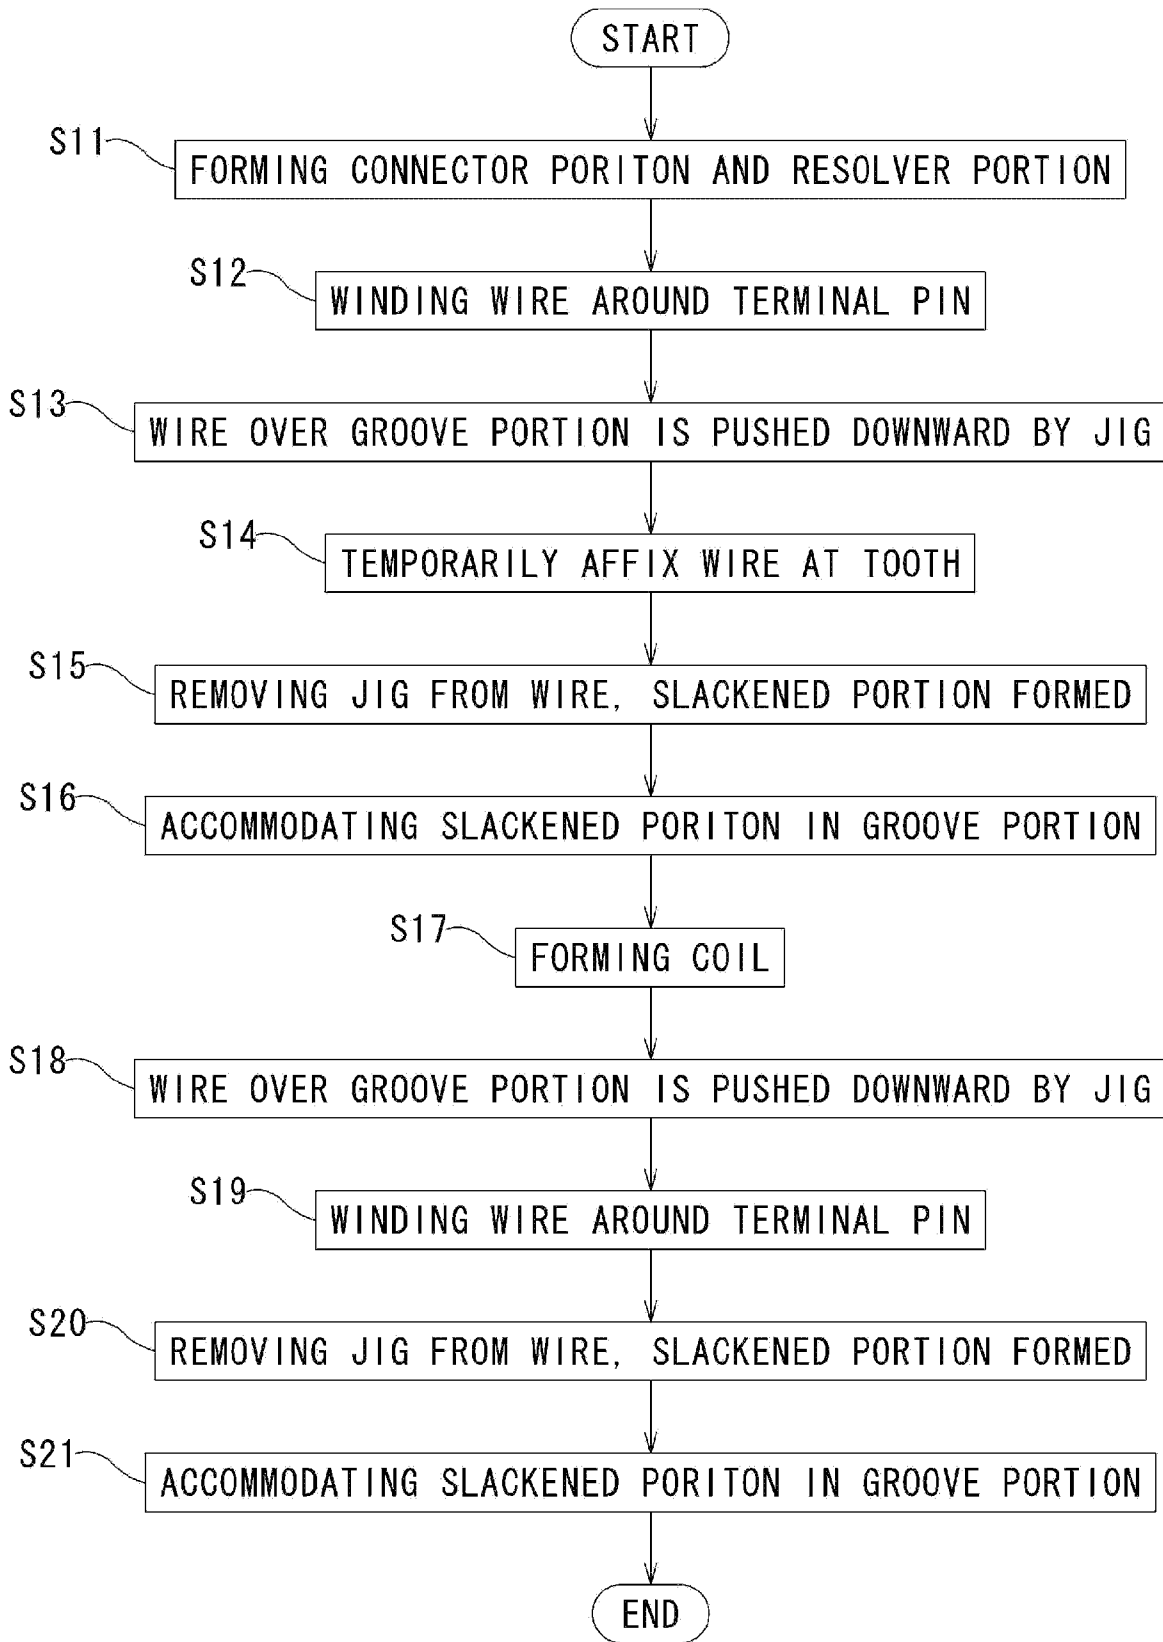 START
S11
FORMING CONNECTOR PORITON AND RESOLVER PORTION
S12
WINDING WIRE AROUND TERMINAL PIN
S13
WIRE OVER GROOVE PORTION IS PUSHED DOWNWARD BY JIG
S14
TEMPORARILY AFFIX WIRE AT TOOTH
S15
REMOVING JIG FROM WIRE, SLACKENED PORTION FORMED
S16
ACCOMMODATING SLACKENED PORITON IN GROOVE PORTION
S17
FORMING COIL
S18
WIRE OVER GROOVE PORTION IS PUSHED DOWNWARD BY JIG
S19
WINDING WIRE AROUND TERMINAL PIN
S20
REMOVING JIG FROM WIRE, SLACKENED PORTION FORMED
S21
ACCOMMODATING SLACKENED PORITON IN GROOVE PORTION
END